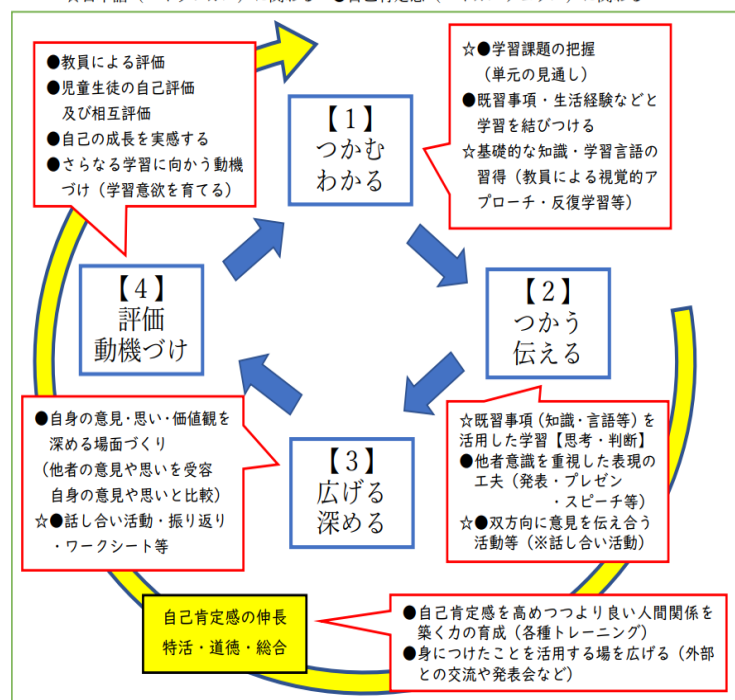 ●教員による評価
●児童生徒の自己評価
及び相互評価
●自己の成長を実感する
●さらなる学習に向かう動機
づけ（学習意欲を育てる）
【1】
つかむ
わかる
☆●学習課題の把握
（単元の見通し）
●既習事項・生活経験などと
学習を結びつける
☆基礎的な知識・学習言語の
習得（教員による視覚的ア
プローチ・反復学習等）
【4】
評価
動機づけ
【2】
つかう
伝える
●自身の意見・思い・価値観を
深める場面づくり
（他者の意見や思いを受容
自身の意見や思いと比較）
☆●話し合い活動・振り返り
・ワークシート等
【3】
広げる
深める
☆既習事項（知識・言語等）を
活用した学習【思考・判断】
●他者意識を重視した表現の
工夫（発表・プレゼン
・スピーチ等）
☆●双方向に意見を伝え合う
活動等（※話し合い活動）
自己肯定感の伸長
特活・道徳・総合
●自己肯定感を高めつつより良い人間関係を
築く力の育成（各種トレーニング）
●身につけたことを活用する場を広げる（外部
との交流や発表会など）